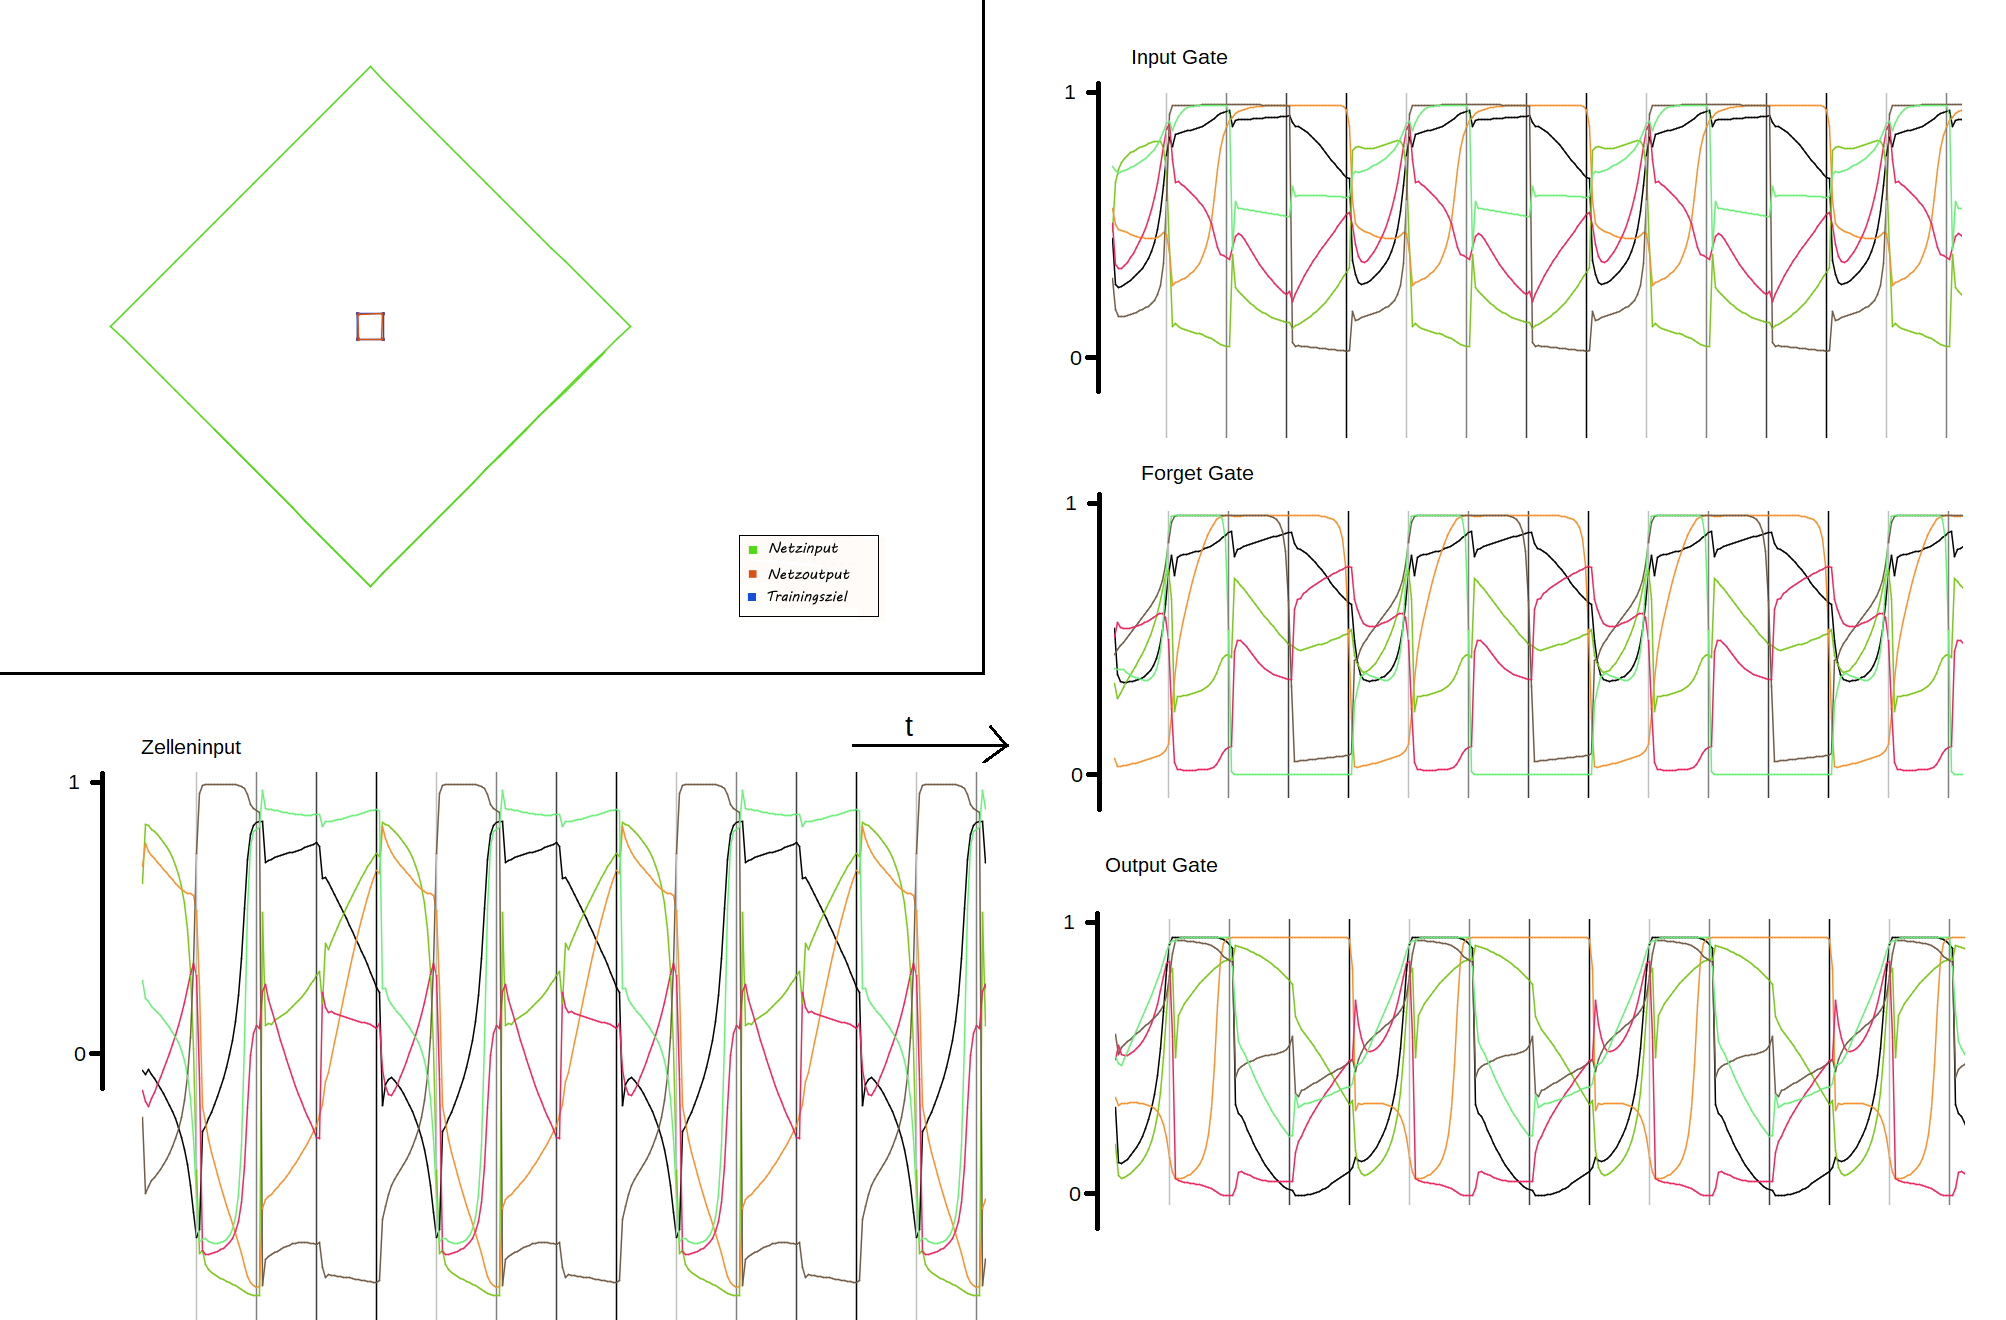 Netzinput
Netzoutput
Trainingsziel
t
Zelleninput
1
0
Input Gate
1
0
Forget Gate
1
0
Output Gate
1
0